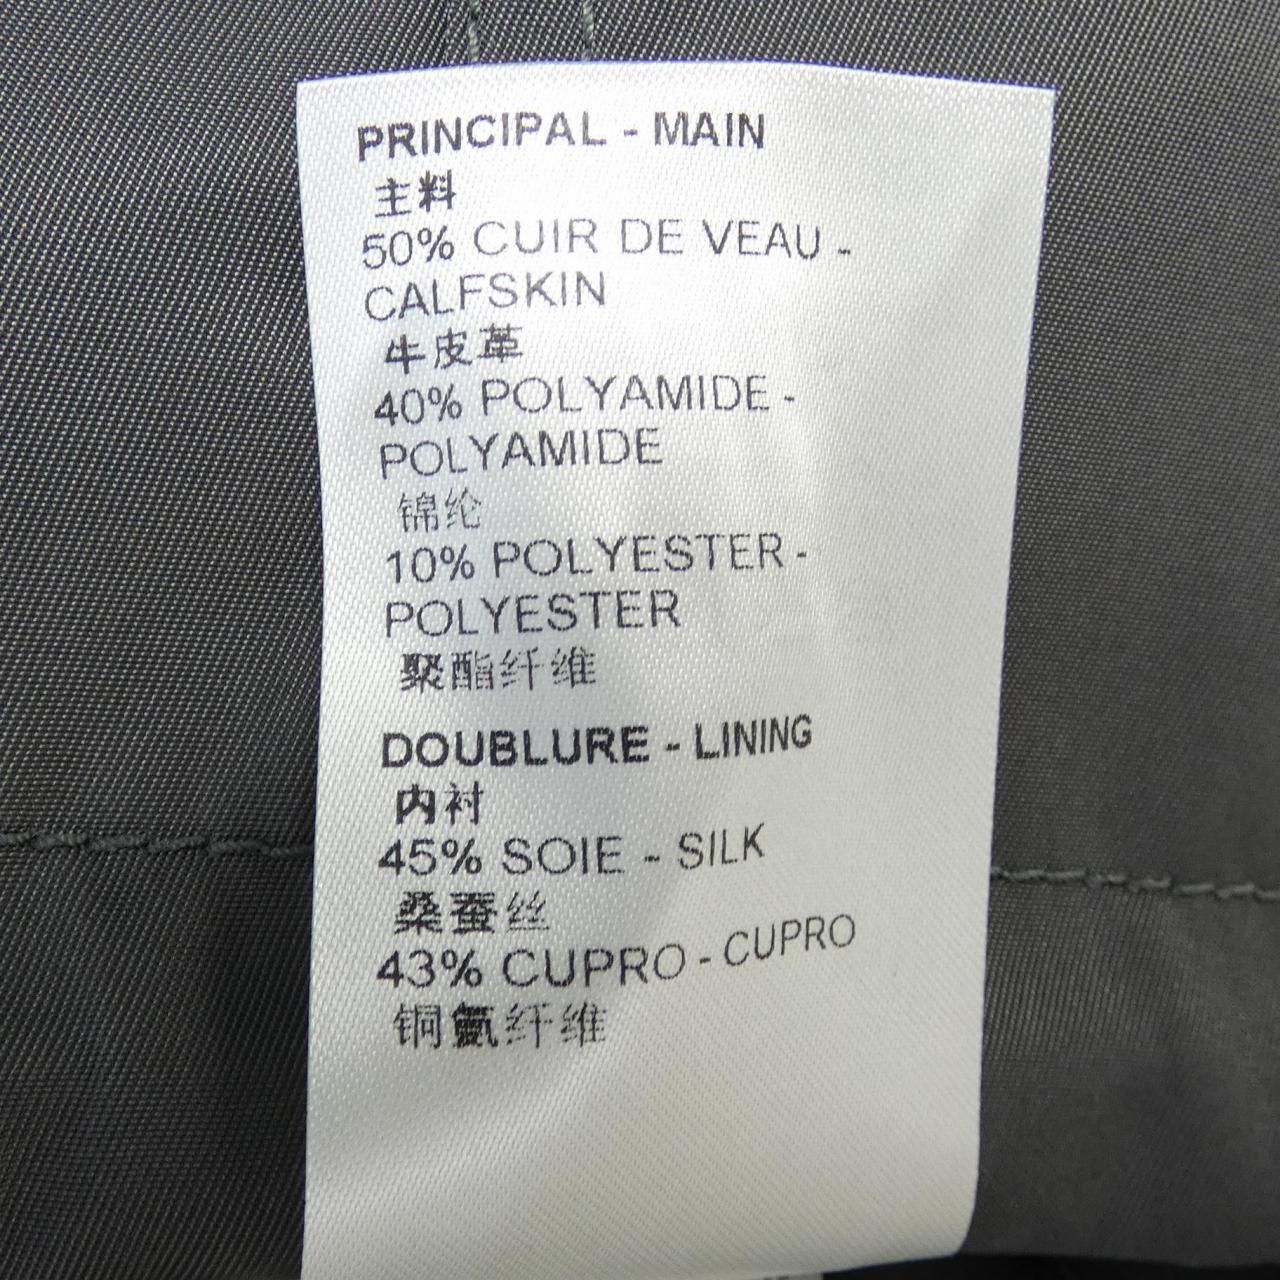 PRINCIPAL - MAIN
主料
50% CUIR DE VEAU -
CALFSKIN
牛皮革
40% POLYAMIDE -
POLYAMIDE
锦纶
10% POLYESTER -
POLYESTER
聚酯纤维
DOUBLURE - LINING
内衬
45% SOIE - SILK
桑蚕丝
43% CUPRO - CUPRO
铜氨纤维